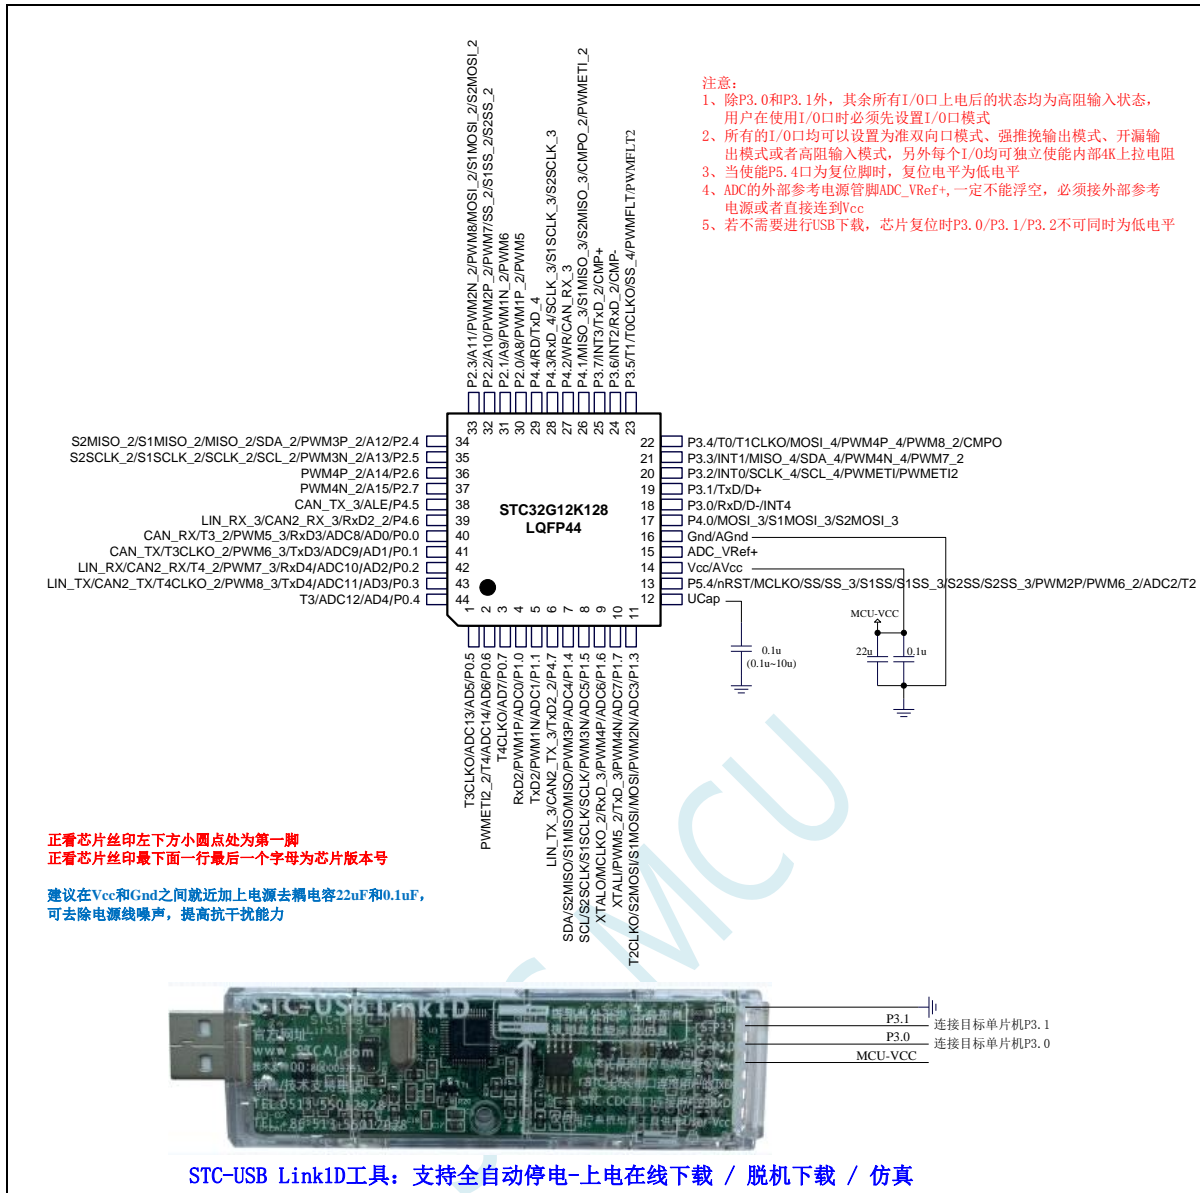 注意：
1、除P3.0和P3.1外，其余所有I/O口上电后的状态均为高阻输入状态，
用户在使用I/O口时必须先设置I/O口模式
2、所有的I/O口均可以设置为准双向口模式、强推挽输出模式、开漏输
出模式或者高阻输入模式，另外每个I/O均可独立使能内部4K上拉电阻
3、当使能P5.4口为复位脚时，复位电平为低电平
4、ADC的外部参考电源管脚ADC_VRef+,一定不能浮空，必须接外部参考
电源或者直接连到Vcc
5、若不需要进行USB下载，芯片复位时P3.0/P3.1/P3.2不可同时为低电平
P2.3/A11/PWM2N_2/PWM8/MOSI_2/S1MOSI_2/S2MOSI_2
P2.2/A10/PWM2P_2/PWM7/SS_2/S1SS_2/S2SS_2
P2.1/A9/PWM1N_2/PWM6
P2.0/A8/PWM1P_2/PWM5
P4.4/RD/TxD_4
P4.3/RxD_4/SCLK_3/S1SCLK_3/S2SCLK_3
P4.2/WR/CAN_RX_3
P4.1/MISO_3/S1MISO_3/S2MISO_3/CMPO_2/PWMETI_2
P3.7/INT3/TxD_2/CMP+
P3.6/INT2/RxD_2/CMP-
P3.5/T1/T0CLKO/SS_4/PWMFLT/PWMFLT2
33 32 31 30 29 28 27 26 25 24 23
S2MISO_2/S1MISO_2/MISO_2/SDA_2/PWM3P_2/A12/P2.4 34
S2SCLK_2/S1SCLK_2/SCLK_2/SCL_2/PWM3N_2/A13/P2.5 35
PWM4P_2/A14/P2.6 36
PWM4N_2/A15/P2.7 37
CAN_TX_3/ALE/P4.5 38
LIN_RX_3/CAN2_RX_3/RxD2_2/P4.6 39
CAN_RX/T3_2/PWM5_3/RxD3/ADC8/AD0/P0.0 40
CAN_TX/T3CLKO_2/PWM6_3/TxD3/ADC9/AD1/P0.1 41
LIN_RX/CAN2_RX/T4_2/PWM7_3/RxD4/ADC10/AD2/P0.2 42
LIN_TX/CAN2_TX/T4CLKO_2/PWM8_3/TxD4/ADC11/AD3/P0.3 43
T3/ADC12/AD4/P0.4 44
STC32G12K128
LQFP44
22 P3.4/T0/T1CLKO/MOSI_4/PWM4P_4/PWM8_2/CMPO
21 P3.3/INT1/MISO_4/SDA_4/PWM4N_4/PWM7_2
20 P3.2/INT0/SCLK_4/SCL_4/PWMETI/PWMETI2
19 P3.1/TxD/D+
18 P3.0/RxD/D-/INT4
17 P4.0/MOSI_3/S1MOSI_3/S2MOSI_3
16 Gnd/AGnd
15 ADC_VRef+
14 Vcc/AVcc
13 P5.4/nRST/MCLKO/SS/SS_3/S1SS/S1SS_3/S2SS/S2SS_3/PWM2P/PWM6_2/ADC2/T2
12 UCap
1 2 3 4 5 6 7 8 9 10 11
T3CLKO/ADC13/AD5/P0.5
PWMETI2_2/T4/ADC14/AD6/P0.6
T4CLKO/AD7/P0.7
RxD2/PWM1P/ADC0/P1.0
TxD2/PWM1N/ADC1/P1.1
LIN_TX_3/CAN2_TX_3/TxD2_2/P4.7
SDA/S2MISO/S1MISO/MISO/PWM3P/ADC4/P1.4
SCL/S2SCLK/S1SCLK/SCLK/PWM3N/ADC5/P1.5
XTALO/MCLKO_2/RxD_3/PWM4P/ADC6/P1.6
XTALI/PWM5_2/TxD_3/PWM4N/ADC7/P1.7
T2CLKO/S2MOSI/S1MOSI/MOSI/PWM2N/ADC3/P1.3
MCU-VCC
0.1u
(0.1u~10u)
22u
0.1u
正看芯片丝印左下方小圆点处为第一脚
正看芯片丝印最下面一行最后一个字母为芯片版本号
建议在Vcc和Gnd之间就近加上电源去耦电容22uF和0.1uF，
可去除电源线噪声，提高抗干扰能力
MCU
STC-USB Link1D
官方网址：
www.STCAI.com
Gnd
P3.1 连接目标单片机P3.1
P3.0 连接目标单片机P3.0
MCU-VCC
STC-USB Link1D工具：支持全自动停电-上电在线下载 / 脱机下载 / 仿真